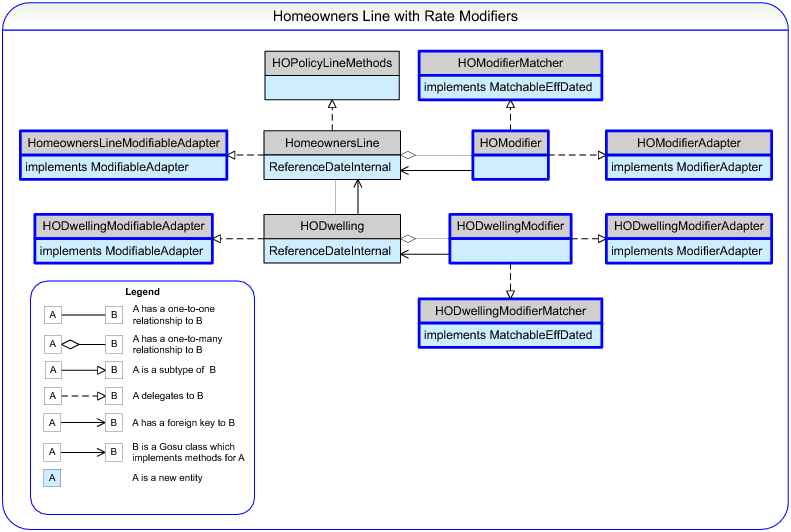 Homeowners Line with Rate Modifiers
HOPolicyLineMethods
HOModifierMatcher
implements MatchableEffDated
HomeownersLineModifiableAdapter
implements ModifiableAdapter
HomeownersLine
ReferenceDateInternal
HOModifier
HOModifierAdapter
implements ModifierAdapter
HODwellingModifiableAdapter
implements ModifiableAdapter
HODwelling
ReferenceDateInternal
HODwellingModifier
HODwellingModifierAdapter
implements ModifierAdapter
HODwellingModifierMatcher
implements MatchableEffDated
Legend
A B A has a one-to-one
relationship to B
A B A has a one-to-many
relationship to B
A B A is a subtype of B
A B A delegates to B
A B A has a foreign key to B
A B B is a Gosu class which
implements methods for A
A A is a new entity